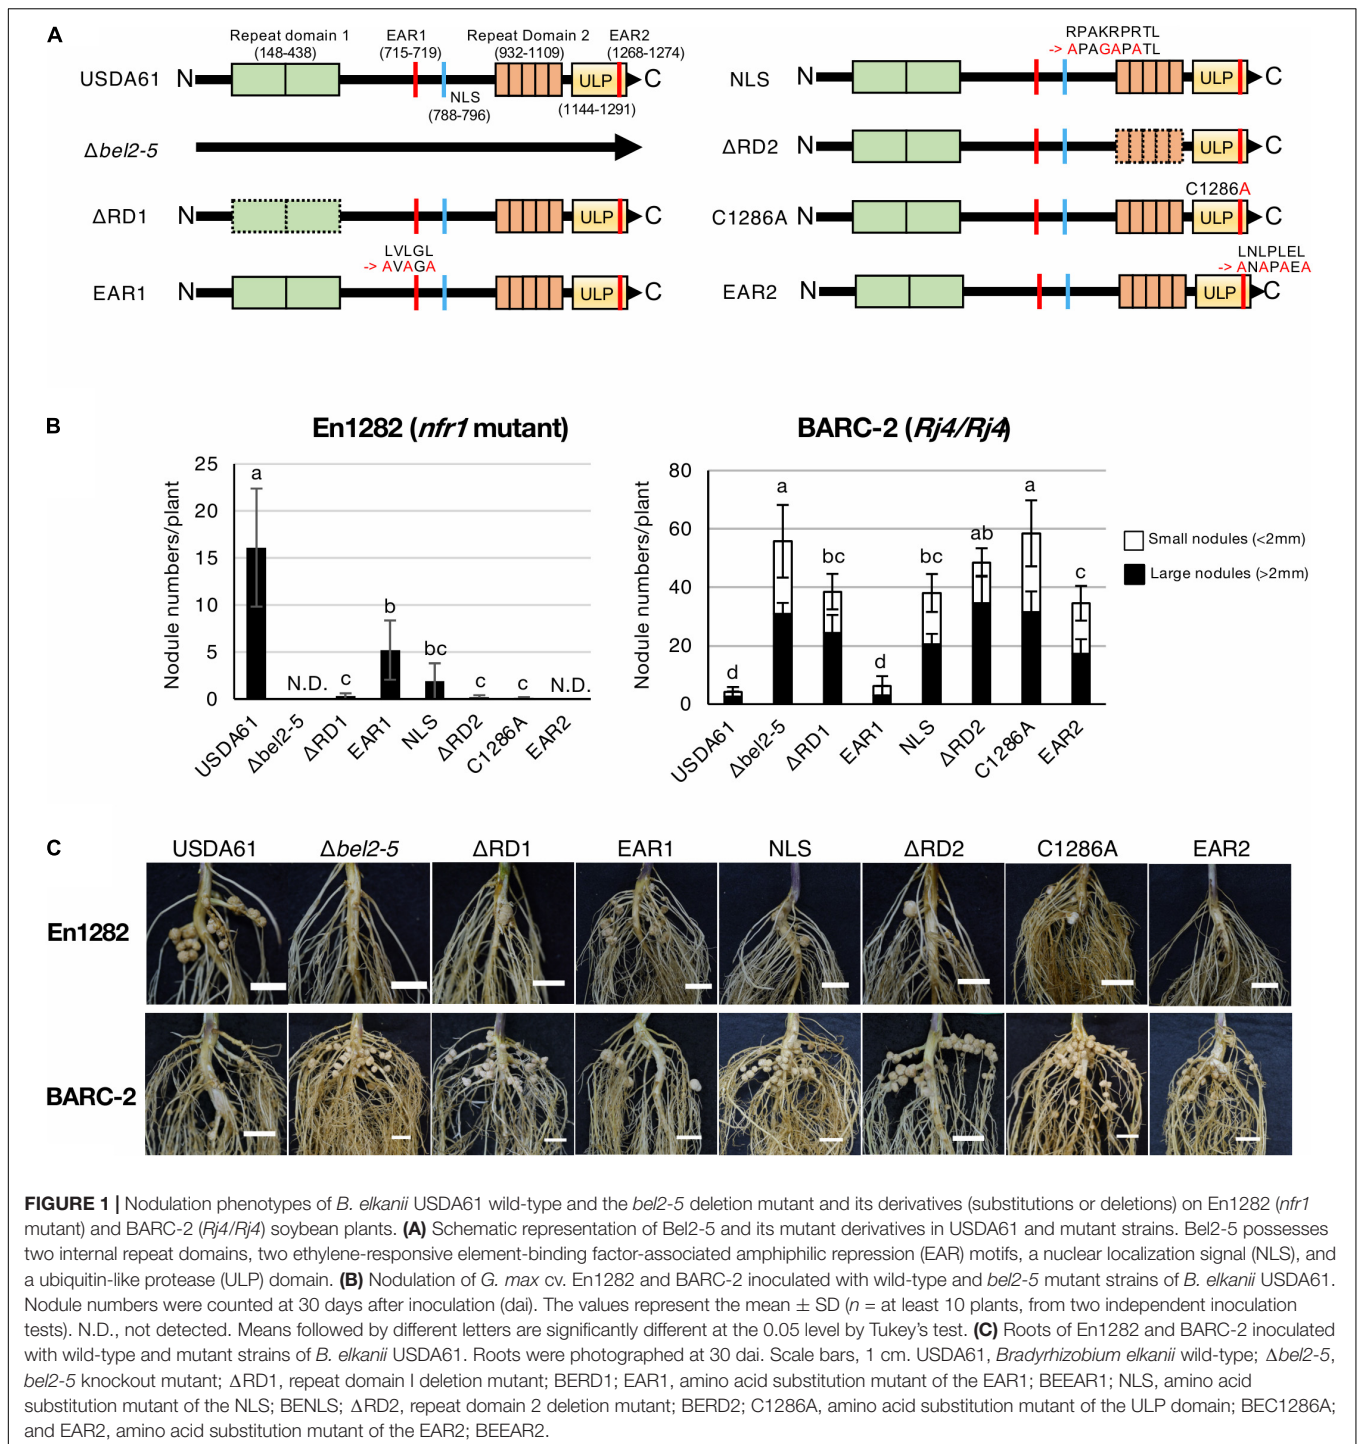 A
Repeat domain 1
(148-438)
EAR1
(715-719)
Repeat Domain 2
(932-1109)
EAR2
(1268-1274)
USDA61
N
ULP
C
NLS
(788-796)
(1144-1291)
Δbel2-5
ΔRD1
N
ULP
C
LVLGL
-> AVAGA
EAR1
N
ULP
C
RPAKRPRTL
-> APAGAPATL
NLS
N
ULP
C
ΔRD2
N
ULP
C
C1286A
C1286A
N
ULP
C
LNLPLEL
-> ANAPAEA
EAR2
N
ULP
C
B
En1282 (nfr1 mutant)
Nodule numbers/plant
25
20
15
10
5
0
a
N.D.
c
b
bc
c
c
N.D.
USDA61
Δbel2-5
ΔRD1
EAR1
NLS
ΔRD2
C1286A
EAR2
BARC-2 (Rj4/Rj4)
Nodule numbers/plant
80
60
40
20
0
d
a
bc
d
bc
ab
a
c
USDA61
Δbel2-5
ΔRD1
EAR1
NLS
ΔRD2
C1286A
EAR2
Small nodules (<2mm)
Large nodules (>2mm)
C
USDA61
Δbel2-5
ΔRD1
EAR1
NLS
ΔRD2
C1286A
EAR2
En1282
BARC-2
FIGURE 1 | Nodulation phenotypes of B. elkanii USDA61 wild-type and the bel2-5 deletion mutant and its derivatives (substitutions or deletions) on En1282 (nfr1
mutant) and BARC-2 (Rj4/Rj4) soybean plants. (A) Schematic representation of Bel2-5 and its mutant derivatives in USDA61 and mutant strains. Bel2-5 possesses
two internal repeat domains, two ethylene-responsive element-binding factor-associated amphiphilic repression (EAR) motifs, a nuclear localization signal (NLS), and
a ubiquitin-like protease (ULP) domain. (B) Nodulation of G. max cv. En1282 and BARC-2 inoculated with wild-type and bel2-5 mutant strains of B. elkanii USDA61.
Nodule numbers were counted at 30 days after inoculation (dai). The values represent the mean ± SD (n = at least 10 plants, from two independent inoculation
tests). N.D., not detected. Means followed by different letters are significantly different at the 0.05 level by Tukey's test. (C) Roots of En1282 and BARC-2 inoculated
with wild-type and mutant strains of B. elkanii USDA61. Roots were photographed at 30 dai. Scale bars, 1 cm. USDA61, Bradyrhizobium elkanii wild-type; Δbel2-5,
bel2-5 knockout mutant; ΔRD1, repeat domain I deletion mutant; BERD1; EAR1, amino acid substitution mutant of the EAR1; BEEAR1; NLS, amino acid
substitution mutant of the NLS; BENLS; ΔRD2, repeat domain 2 deletion mutant; BERD2; C1286A, amino acid substitution mutant of the ULP domain; BEC1286A;
and EAR2, amino acid substitution mutant of the EAR2; BEEAR2.